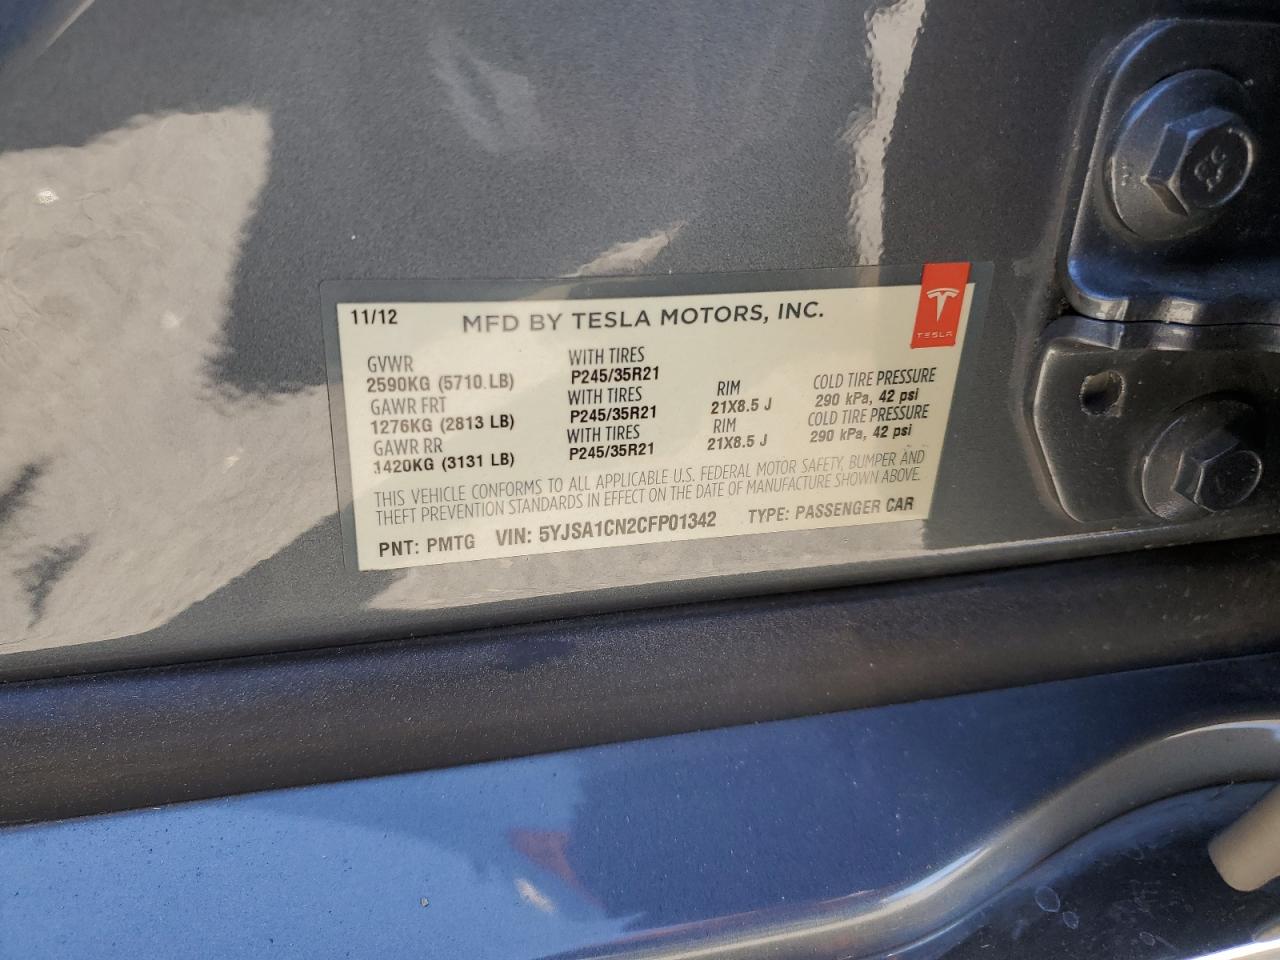 11/12 MFD BY TESLA MOTORS, INC.
TESLA
GVWR WITH TIRES
2590KG (5710 LB) P245/35R21
GAWR FRT WITH TIRES RIM COLD TIRE PRESSURE
1276KG (2813 LB) P245/35R21 21X8.5 J 290 kPa, 42 psi
GAWR RR WITH TIRES RIM COLD TIRE PRESSURE
1420KG (3131 LB) P245/35R21 21X8.5 J 290 kPa, 42 psi
THIS VEHICLE CONFORMS TO ALL APPLICABLE U.S. FEDERAL MOTOR SAFETY, BUMPER AND
THEFT PREVENTION STANDARDS IN EFFECT ON THE DATE OF MANUFACTURE SHOWN ABOVE.
PNT: PMTG VIN: 5YJSA1CN2CFP01342 TYPE: PASSENGER CAR